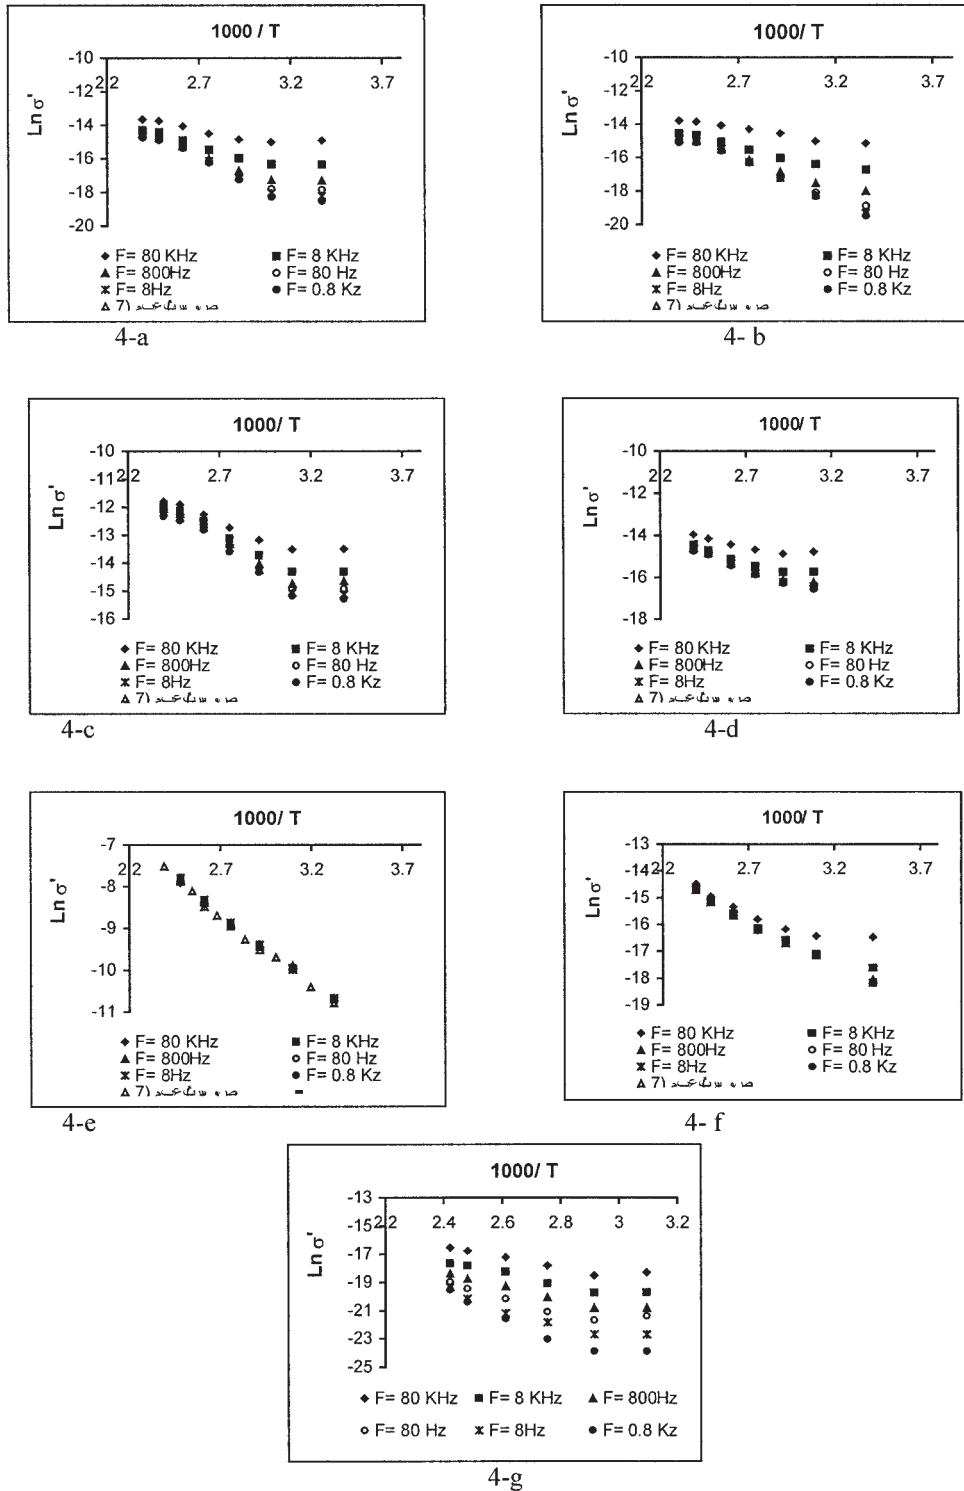 1000 / T
-10
-12
-14
-16
-18
-20
2.2
2.7
3.2
3.7
Ln σ'
F= 80 KHz
F= 8 KHz
F= 800Hz
F= 80 Hz
F= 8Hz
F= 0.8 Kz
4-a
1000/ T
-10
-12
-14
-16
-18
-20
2.2
2.7
3.2
3.7
Ln σ'
F= 80 KHz
F= 8 KHz
F= 800Hz
F= 80 Hz
F= 8Hz
F= 0.8 Kz
4- b
1000/ T
-10
-11
-12
-13
-14
-15
-16
2.2
2.7
3.2
3.7
Ln σ'
F= 80 KHz
F= 8 KHz
F= 800Hz
F= 80 Hz
F= 8Hz
F= 0.8 Kz
4-c
1000/ T
-10
-12
-14
-16
-18
2.2
2.7
3.2
3.7
Ln σ'
F= 80 KHz
F= 8 KHz
F= 800Hz
F= 80 Hz
F= 8Hz
F= 0.8 Kz
4-d
1000/ T
-7
-8
-9
-10
-11
2.2
2.7
3.2
3.7
Ln σ'
F= 80 KHz
F= 8 KHz
F= 800Hz
F= 80 Hz
F= 8Hz
F= 0.8 Kz
4-e
1000/ T
-13
-14
-15
-16
-17
-18
-19
2.2
2.7
3.2
3.7
Ln σ'
F= 80 KHz
F= 8 KHz
F= 800Hz
F= 80 Hz
F= 8Hz
F= 0.8 Kz
4- f
1000/ T
-13
-15
-17
-19
-21
-23
-25
2.2
2.4
2.6
2.8
3
3.2
Ln σ'
F= 80 KHz
F= 8 KHz
F= 800Hz
F= 80 Hz
F= 8Hz
F= 0.8 Kz
4-g